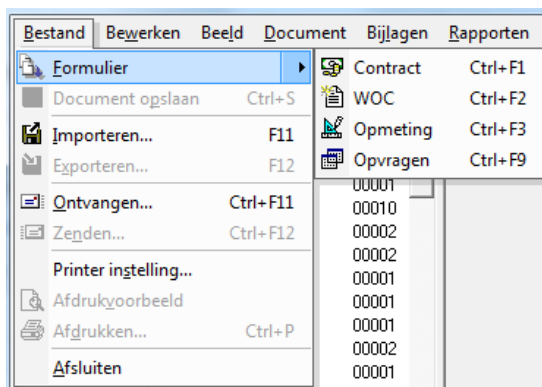 Bestand Bewerken Beeld Document Bijlagen Rapporten
Formulier
Document opslaan Ctrl+S
Importeren... F11
Exporteren... F12
Ontvangen... Ctrl+F11
Zenden... Ctrl+F12
Printer instelling...
Afdrukvoorbeeld
Afdrukken... Ctrl+P
Afsluiten
Contract Ctrl+F1
WOC Ctrl+F2
Opmeting Ctrl+F3
Opvragen Ctrl+F9
00001
00010
00002
00002
00001
00001
00001
00002
00001